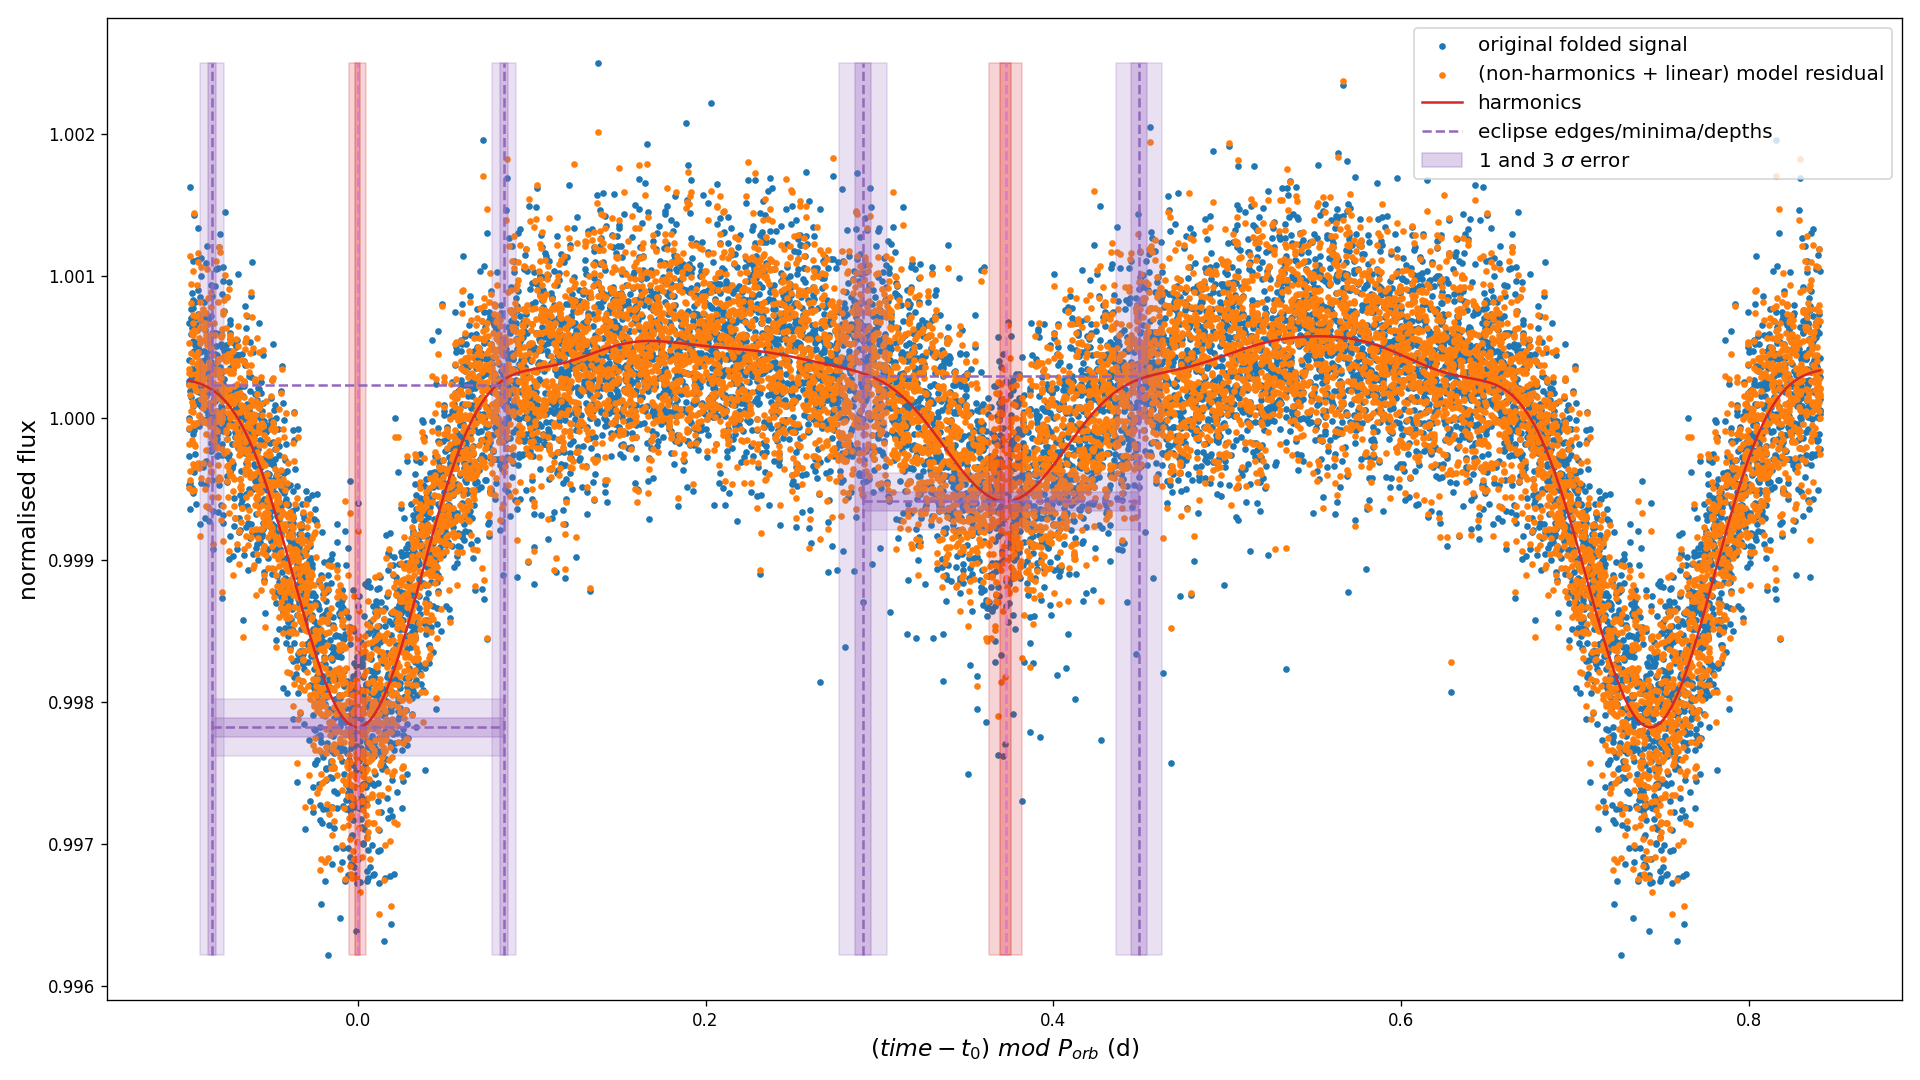 original folded signal
(non-harmonics + linear) model residual
harmonics
eclipse edges/minima/depths
1 and 3 σ error
normalised flux
1.002
1.001
1.000
0.999
0.998
0.997
0.996
0.0 0.2 0.4 0.6 0.8
(time − t₀) mod P_orb (d)